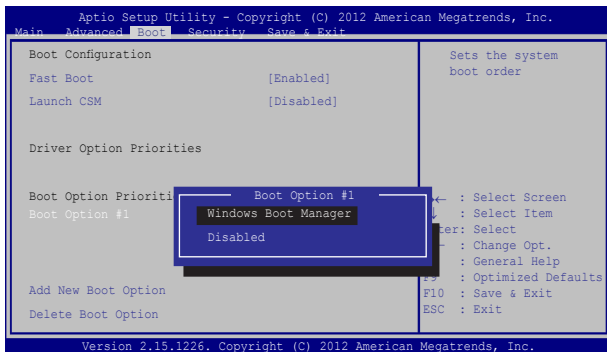 Aptio Setup Utility - Copyright (C) 2012 American Megatrends, Inc.
Main Advanced Boot Security Save & Exit
Boot Configuration
Fast Boot [Enabled]
Launch CSM [Disabled]
Driver Option Priorities
Boot Option Prioriti
Boot Option #1
Add New Boot Option
Delete Boot Option
Boot Option #1
Windows Boot Manager
Disabled
Sets the system
boot order
← : Select Screen
: Select Item
ter: Select
: Change Opt.
: General Help
F9 : Optimized Defaults
F10 : Save & Exit
ESC : Exit
Version 2.15.1226. Copyright (C) 2012 American Megatrends, Inc.